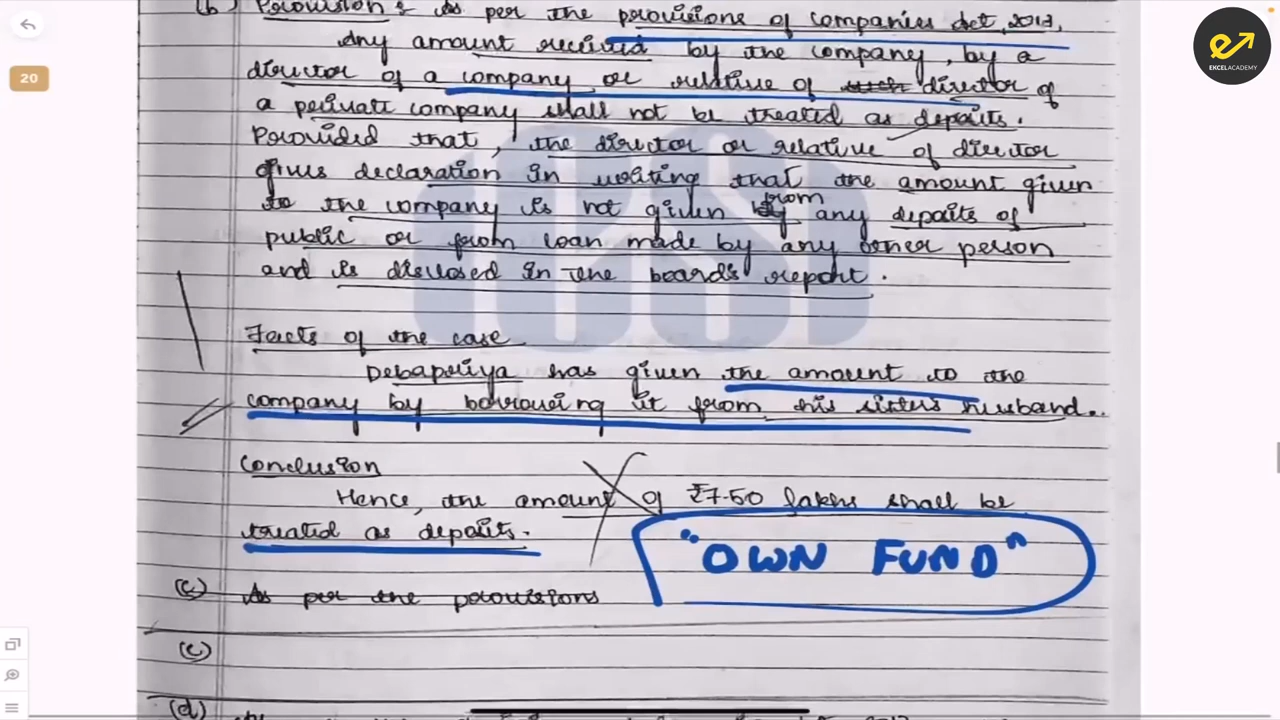 (b) Provision : As per the provisions of companies Act, 2013,
Any amount received by the company, by a
director of a company or relative of such director of
a private company shall not be treated as deposits.
Provided that, the director or relative of director
gives declaration in writing that the amount given
to the company is not given from any deposits of
public or from loan made by any other person
and is disclosed in the board's report.
Facts of the case
Debapriya has given the amount to the
company by borrowing it from his sisters husband.
Conclusion
Hence, the amount of ₹7.50 lakhs shall be
treated as deposits.
"OWN FUND"
(c) As per the provisions
(c)
(d)
20
EKCELACADEMY
ICSI